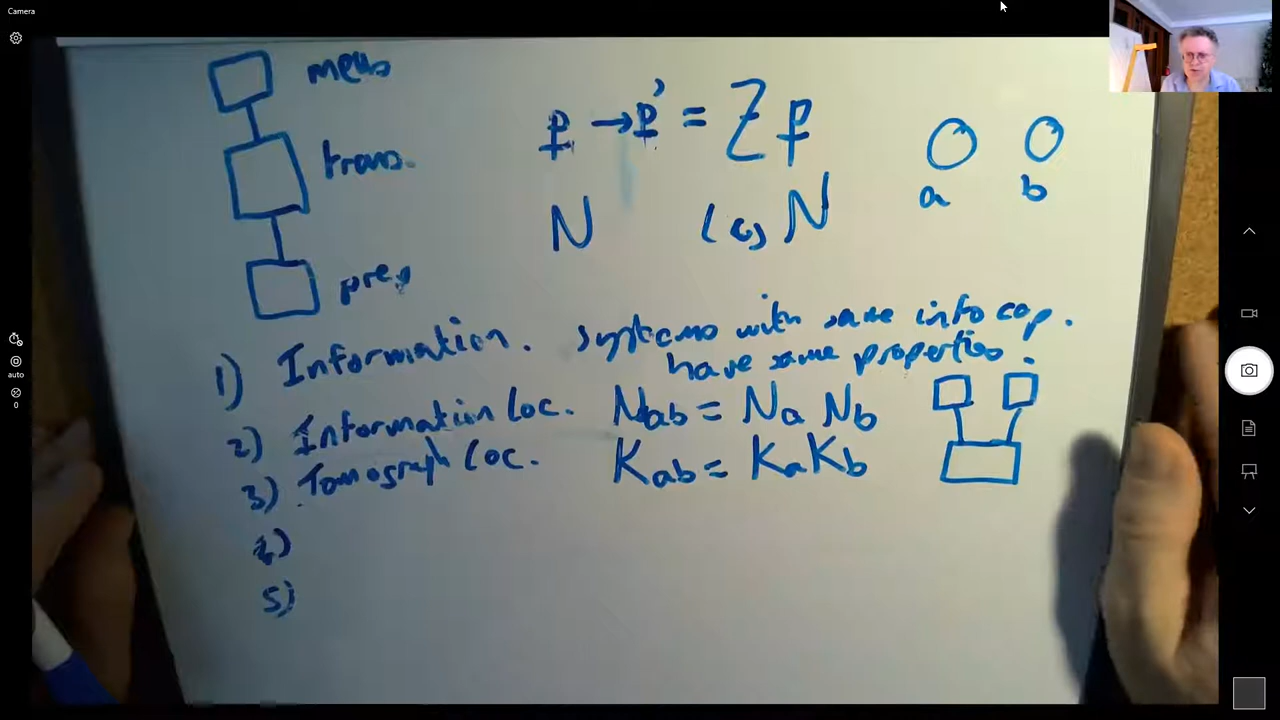 Camera
meas
trans.
prep
p → p' = Z p
N log N
a b
1) Information. Systems with same info cap.
have same properties.
2) Information Loc. Nab = Na Nb
3) Tomograph Loc. Kab = Ka Kb
4)
5)
auto
0